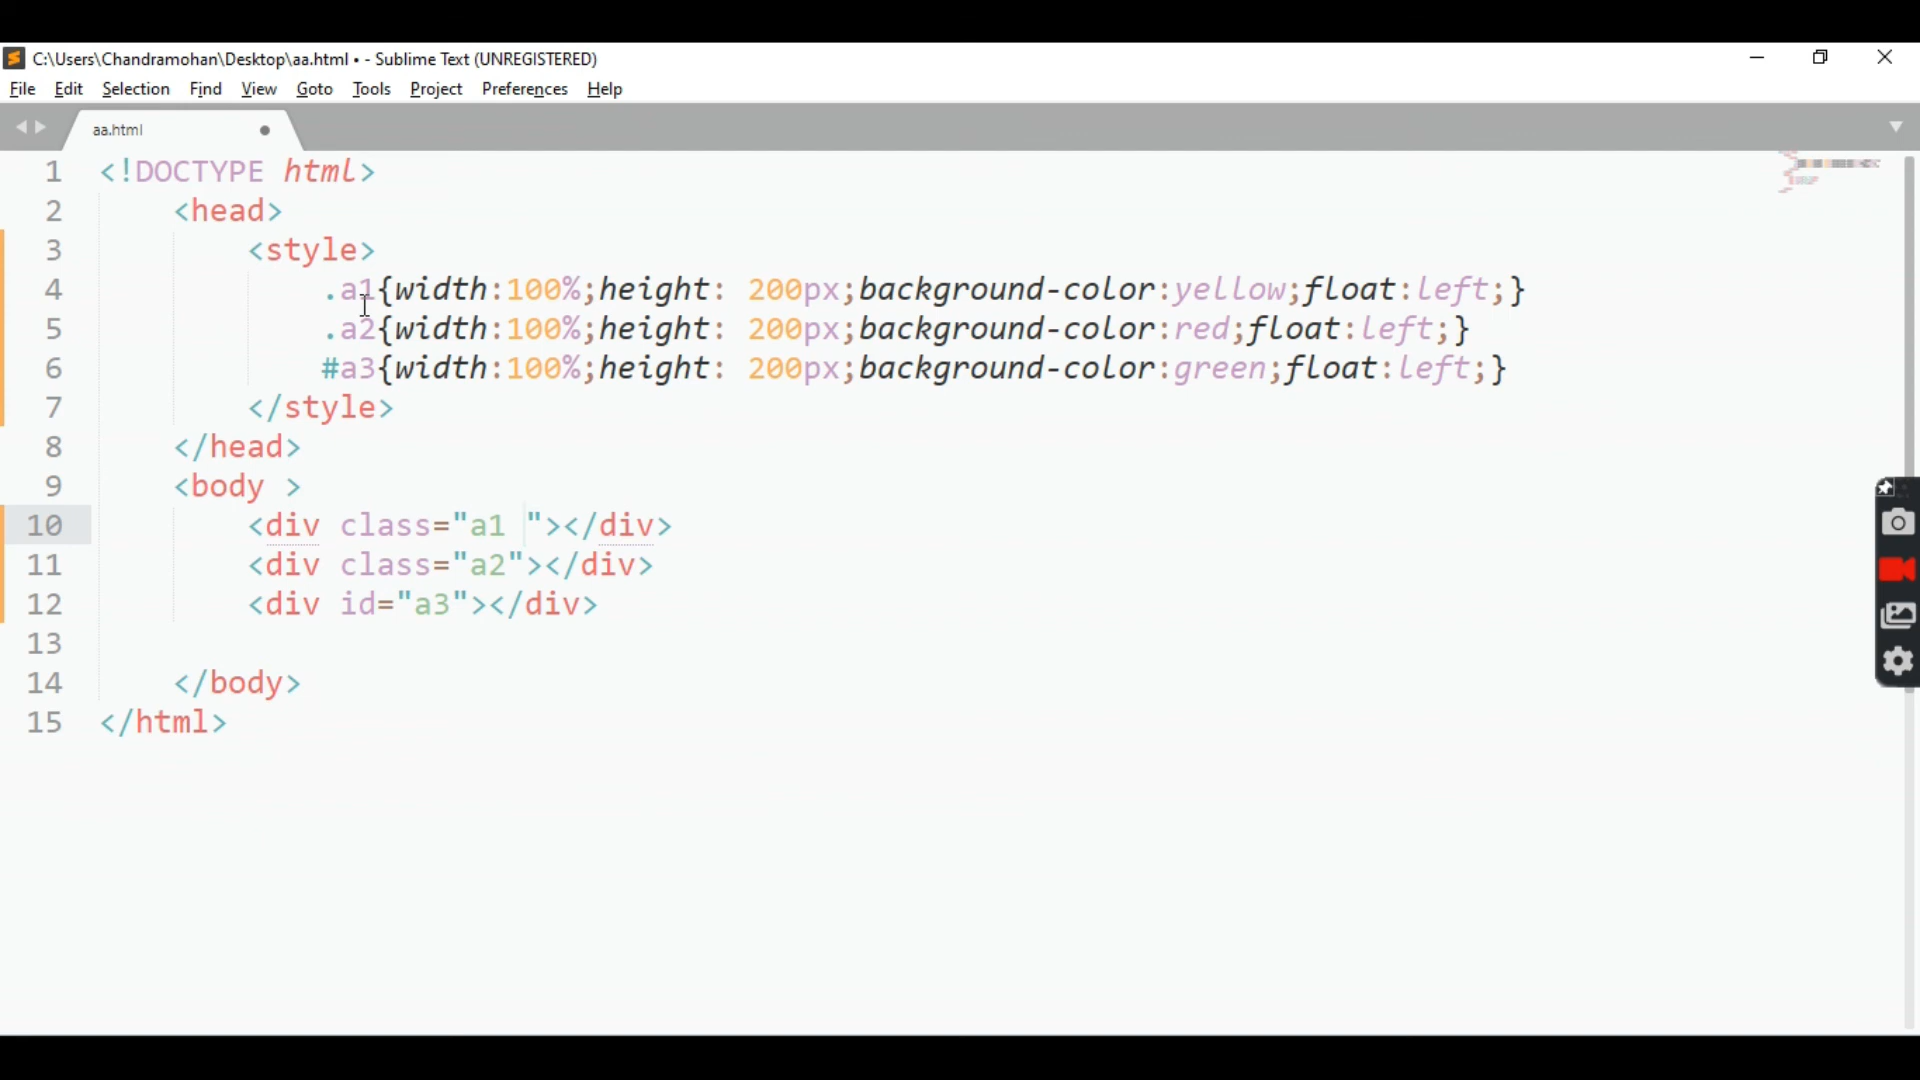 C:\Users\Chandramohan\Desktop\aa.html • - Sublime Text (UNREGISTERED)
File Edit Selection Find View Goto Tools Project Preferences Help
aa.html
1 <!DOCTYPE html>
2 <head>
3 <style>
4 .a1{width:100%;height: 200px;background-color:yellow;float:left;}
5 .a2{width:100%;height: 200px;background-color:red;float:left;}
6 #a3{width:100%;height: 200px;background-color:green;float:left;}
7 </style>
8 </head>
9 <body >
10 <div class="a1 "></div>
11 <div class="a2"></div>
12 <div id="a3"></div>
13
14 </body>
15 </html>